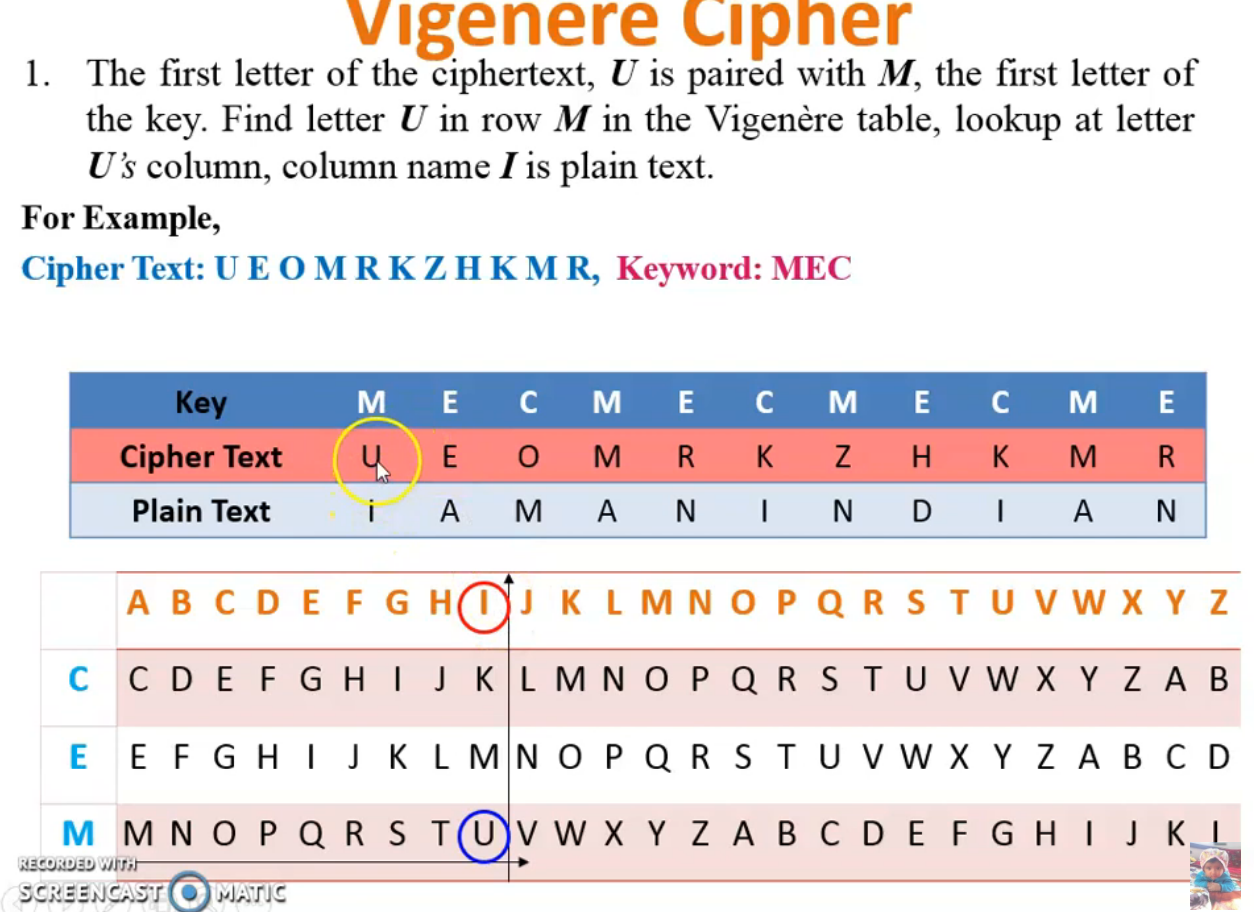 Vigenere Cipher
1. The first letter of the ciphertext, U is paired with M, the first letter of
the key. Find letter U in row M in the Vigenère table, lookup at letter
U's column, column name I is plain text.
For Example,
Cipher Text: U E O M R K Z H K M R, Keyword: MEC
Key M E C M E C M E C M E
Cipher Text U E O M R K Z H K M R
Plain Text I A M A N I N D I A N
A B C D E F G H I J K L M N O P Q R S T U V W X Y Z
C C D E F G H I J K L M N O P Q R S T U V W X Y Z A B
E E F G H I J K L M N O P Q R S T U V W X Y Z A B C D
M M N O P Q R S T U V W X Y Z A B C D E F G H I J K L
RECORDED WITH
SCREENCAST MATIC